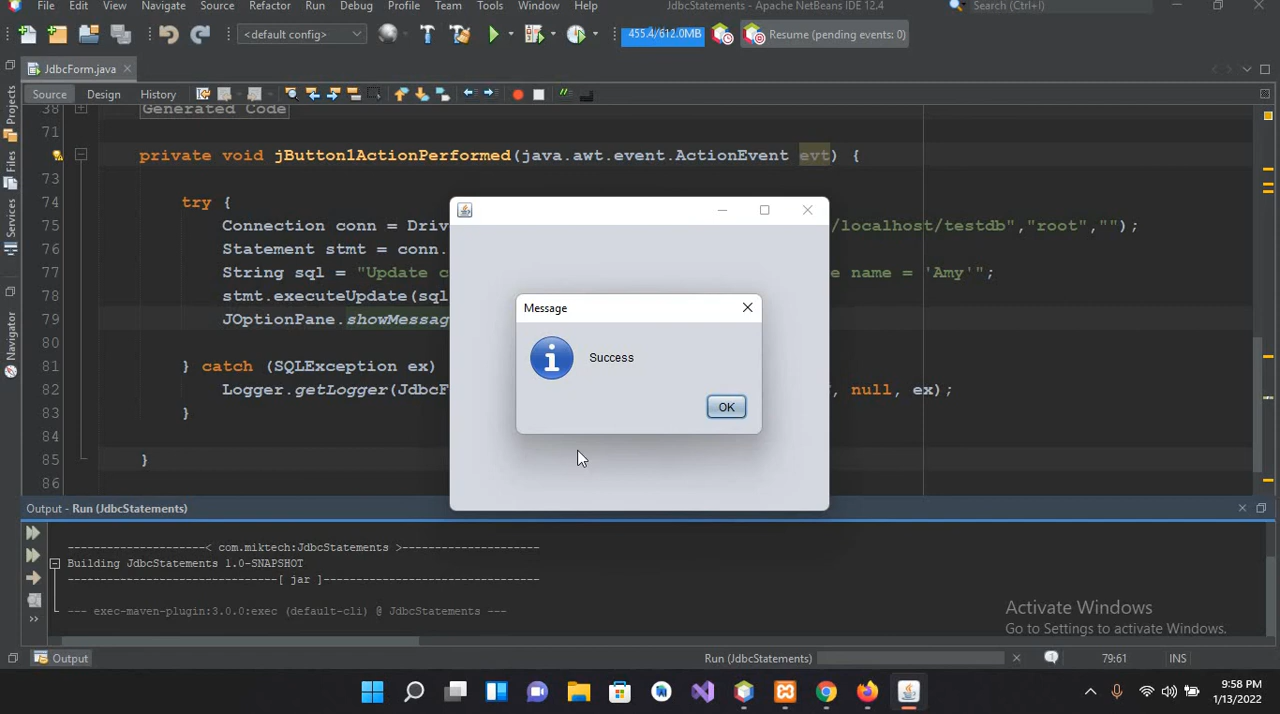 File Edit View Navigate Source Refactor Run Debug Profile Team Tools Window Help JdbcStatements - Apache NetBeans IDE 12.4 Search (Ctrl+I)
<default config> 455.4/612.0MB Resume (pending events: 0)
JdbcForm.java
Source Design History
38 Generated Code
71
private void jButton1ActionPerformed(java.awt.event.ActionEvent evt) {
73
74 try {
75 Connection conn = Driv /localhost/testdb","root","");
76 Statement stmt = conn.
77 String sql = "Update c e name = 'Amy'";
78 stmt.executeUpdate(sql
79 JOptionPane.showMessag
80
81 } catch (SQLException ex)
82 Logger.getLogger(JdbcF , null, ex);
83 }
84
85 }
86
Projects
Files
Services
Navigator
Message
Success
OK
Output - Run (JdbcStatements)
---------------------< com.miktech:JdbcStatements >---------------------
Building JdbcStatements 1.0-SNAPSHOT
--------------------------------[ jar ]---------------------------------
--- exec-maven-plugin:3.0.0:exec (default-cli) @ JdbcStatements ---
Activate Windows
Go to Settings to activate Windows.
Output Run (JdbcStatements) 79:61 INS
9:58 PM
1/13/2022